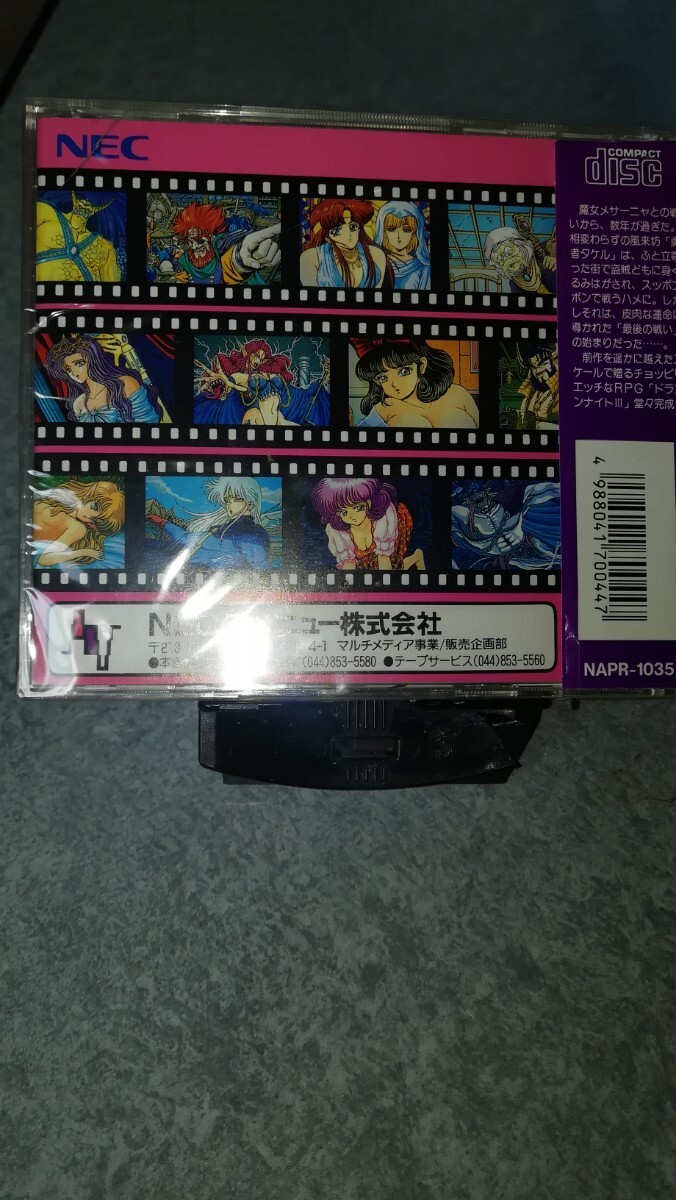 NEC
COMPACT
disc
魔女メサーニャとの戦
いから、数年が過ぎた。
相変わらずの風来坊「勇
者タケル」は、ふと立寄
った街で盗賊どもに身ぐ
るみはがされ、スッポン
ポンで戦うハメに。しか
しそれは、皮肉な運命に
導かれた「最後の戦い」
の始まりだった……。
前作を遥かに越えたス
ケールで贈るチョッピリ
エッチなRPG「ドラゴ
ンナイトIII」堂々完成
4 988041 700447
NAPR-1035
ニュー株式会社
4-1 マルチメディア事業/販売企画部
(044)853-5580 ●テープサービス(044)853-5560